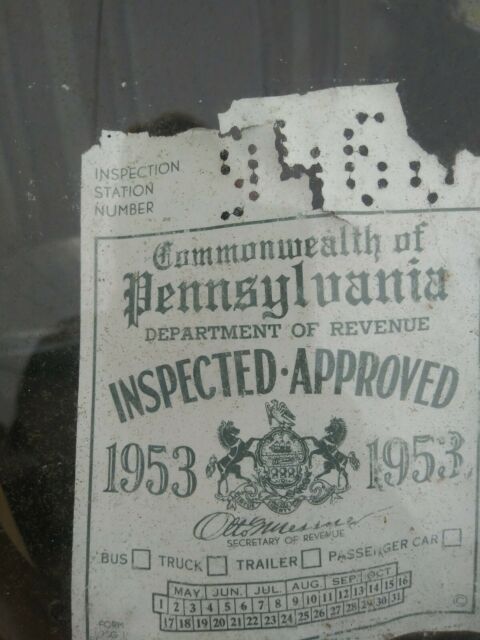 INSPECTION
STATION
NUMBER
Commonwealth of
Pennsylvania
DEPARTMENT OF REVENUE
INSPECTED·APPROVED
1953 1953
SECRETARY OF REVENUE
BUS TRUCK TRAILER PASSENGER CAR
MAY JUN. JUL. AUG. SEP. OCT
1 2 3 4 5 6 7 8 9 10 11 12 13 14 15 16
17 18 19 20 21 22 23 24 25 26 27 28 29 30 31
FORM ©